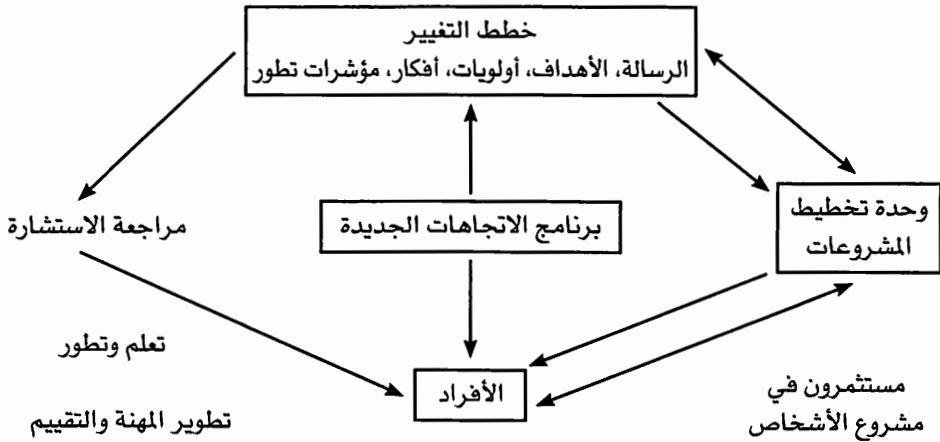 خطط التغيير
الرسالة، الأهداف، أولويات، أفكار، مؤشرات تطور
وحدة تخطيط
المشروعات
برنامج الاتجاهات الجديدة
مراجعة الاستشارة
تعلم وتطور
الأفراد
مستثمرون في
مشروع الأشخاص
تطوير المهنة والتقييم